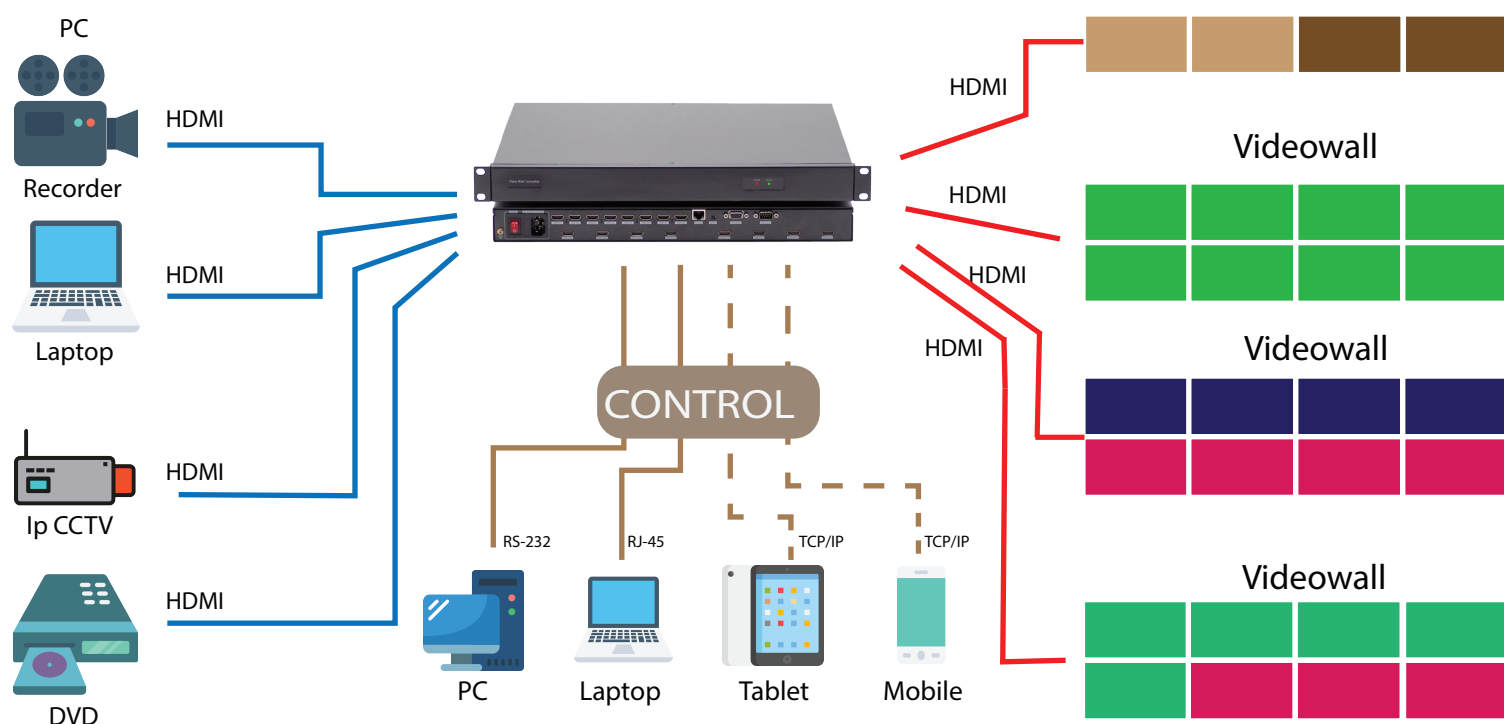 PC
HDMI
Recorder
HDMI
Laptop
HDMI
Ip CCTV
HDMI
DVD
CONTROL
RS-232
RJ-45
TCP/IP
TCP/IP
PC
Laptop
Tablet
Mobile
HDMI
HDMI
HDMI
HDMI
Videowall
Videowall
Videowall